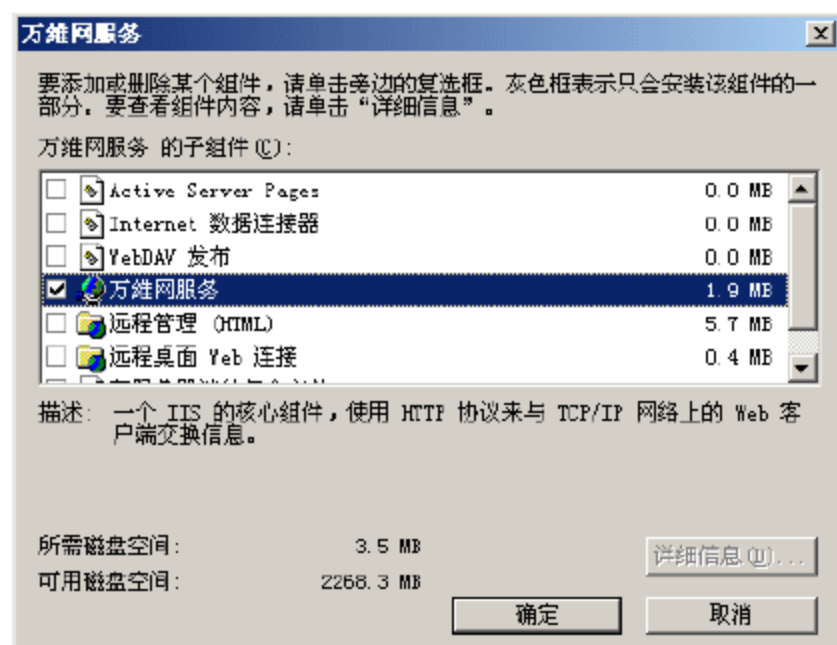 万维网服务
要添加或删除某个组件，请单击旁边的复选框。灰色框表示只会安装该组件的一
部分。要查看组件内容，请单击“详细信息”。
万维网服务 的子组件(C):
Active Server Pages 0.0 MB
Internet 数据连接器 0.0 MB
WebDAV 发布 0.0 MB
万维网服务 1.9 MB
远程管理 (HTML) 5.7 MB
远程桌面 Web 连接 0.4 MB
描述: 一个 IIS 的核心组件，使用 HTTP 协议来与 TCP/IP 网络上的 Web 客
户端交换信息。
所需磁盘空间: 3.5 MB
详细信息(D)...
可用磁盘空间: 2268.3 MB
确定 取消